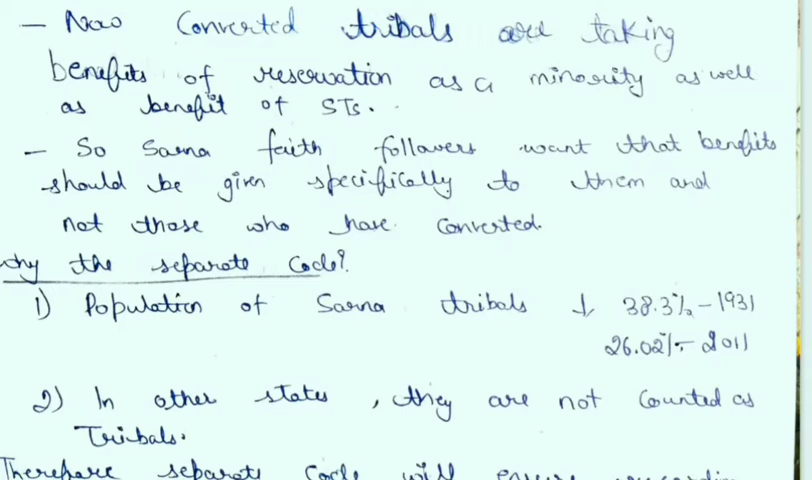 - Now Converted tribals are taking
benefits of reservation as a minority as well
as benefit of STs.
- So Sarna faith followers want that benefits
should be given specifically to them and
not those who have converted.
why the separate Code?
1) Population of Sarna tribals ↓ 38.3% - 1931
26.02% - 2011
2) In other states, they are not Counted as
Tribals.
Therefore separate Code will ensure